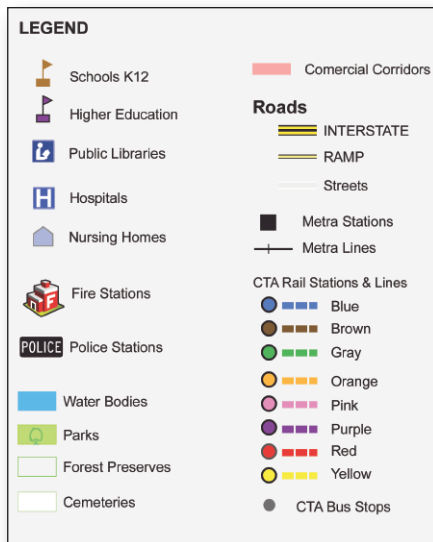 LEGEND
Schools K12
Higher Education
Public Libraries
H Hospitals
Nursing Homes
F Fire Stations
POLICE Police Stations
Water Bodies
Parks
Forest Preserves
Cemeteries
Comercial Corridors
Roads
INTERSTATE
RAMP
Streets
Metra Stations
Metra Lines
CTA Rail Stations & Lines
Blue
Brown
Gray
Orange
Pink
Purple
Red
Yellow
CTA Bus Stops